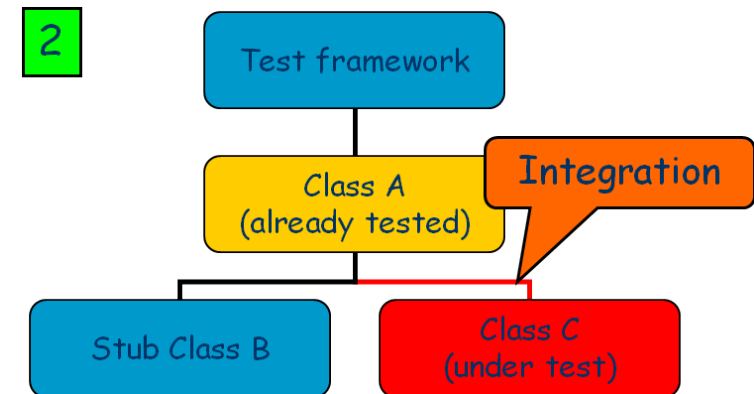 2
Test framework
Class A
(already tested)
Integration
Stub Class B
Class C
(under test)